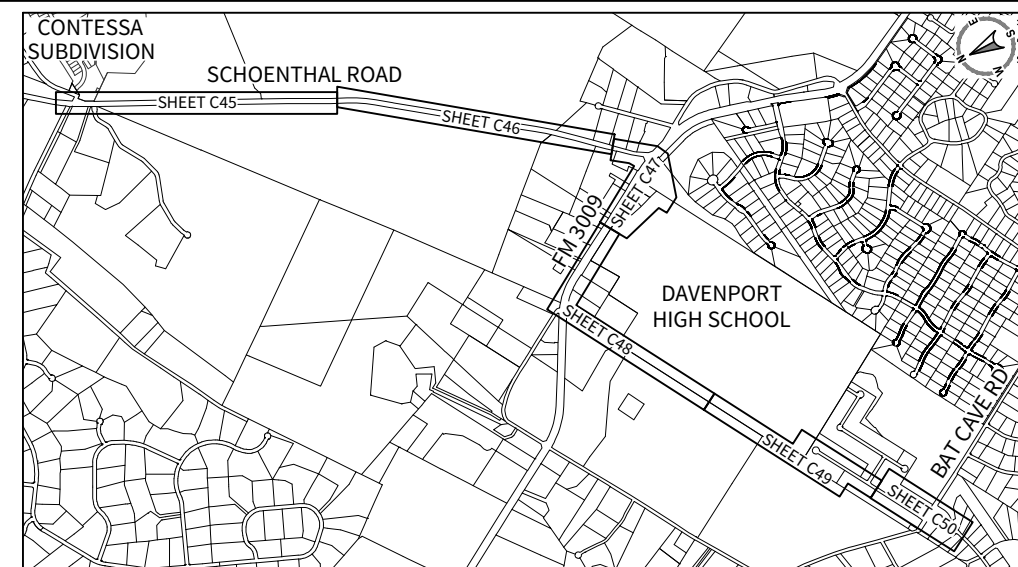 CONTESSA
SUBDIVISION
SCHOENTHAL ROAD
SHEET C45
SHEET C46
SHEET C47
FM 3009
DAVENPORT
HIGH SCHOOL
SHEET C48
SHEET C49
SHEET C50
BAT CAVE RD
E
S
N
W